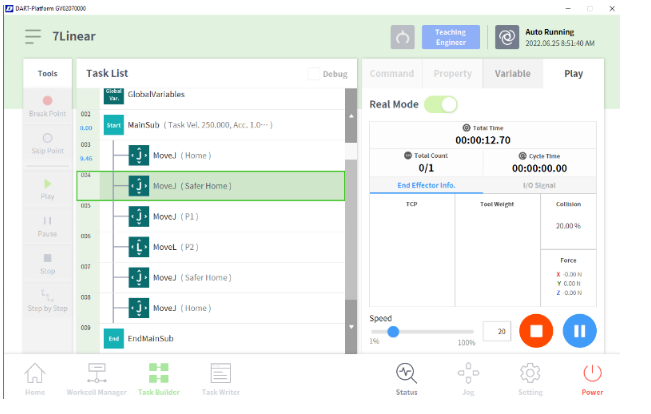 DART-Platform GV02070000
7Linear
Teaching Engineer
Auto Running
2022.06.25 8:51:40 AM
Tools
Task List
Debug
Command
Property
Variable
Play
Break Point
Skip Point
Play
Pause
Stop
Step by Step
Global Var.
GlobalVariables
002
0.00
Start
MainSub ( Task Vel. 250.000, Acc. 1.0··· )
003
9.46
MoveJ ( Home )
004
MoveJ ( Safer Home )
005
MoveJ ( P1 )
006
MoveL ( P2 )
007
MoveJ ( Safer Home )
008
MoveJ ( Home )
009
End
EndMainSub
Real Mode
Total Time
00:00:12.70
Total Count
0/1
Cycle Time
00:00:00.00
End Effector Info.
I/O Signal
TCP
Tool Weight
Collision
20.00 %
Force
X -0.00 N
Y 0.00 N
Z -0.00 N
Speed
1%
100%
20
Home
Workcell Manager
Task Builder
Task Writer
Status
Jog
Setting
Power